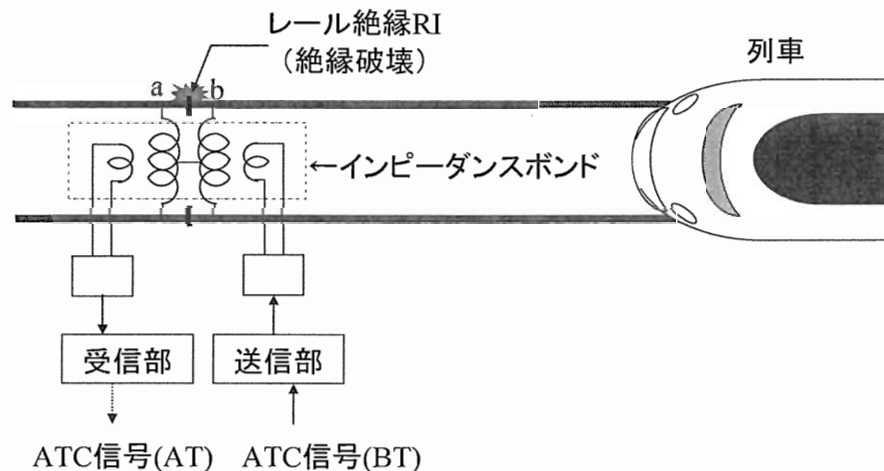 レール絶縁RI
(絶縁破壊)
列車
a
b
←インピーダンスボンド
受信部
送信部
ATC信号(AT)
ATC信号(BT)